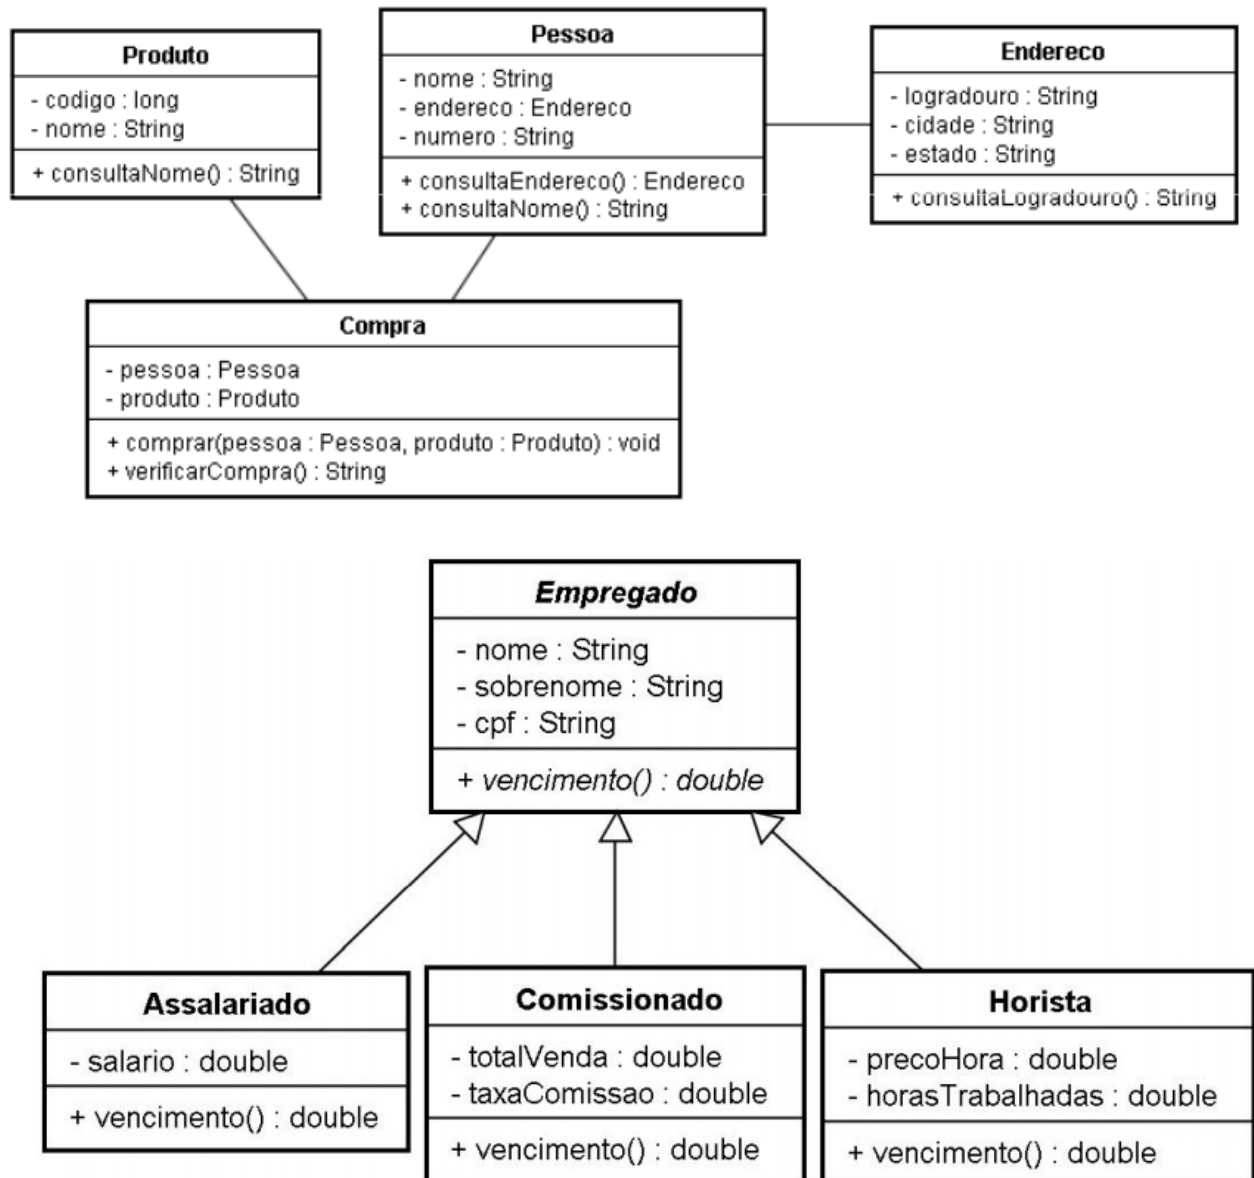 Produto
- codigo : long
- nome : String
+ consultaNome() : String
Pessoa
- nome : String
- endereco : Endereco
- numero : String
+ consultaEndereco() : Endereco
+ consultaNome() : String
Endereco
- logradouro : String
- cidade : String
- estado : String
+ consultaLogradouro() : String
Compra
- pessoa : Pessoa
- produto : Produto
+ comprar(pessoa : Pessoa, produto : Produto) : void
+ verificarCompra() : String
Empregado
- nome : String
- sobrenome : String
- cpf : String
+ vencimento() : double
Assalariado
- salario : double
+ vencimento() : double
Comissionado
- totalVenda : double
- taxaComissao : double
+ vencimento() : double
Horista
- precoHora : double
- horasTrabalhadas : double
+ vencimento() : double